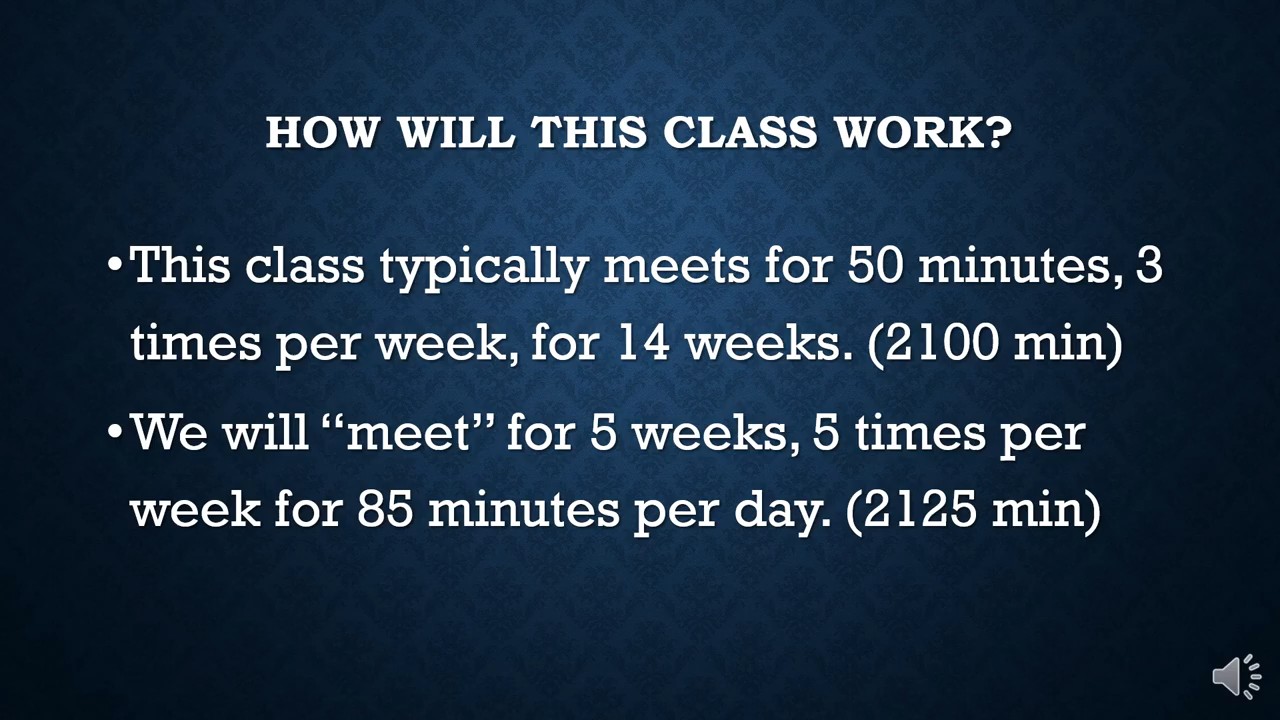 HOW WILL THIS CLASS WORK?
•This class typically meets for 50 minutes, 3
times per week, for 14 weeks. (2100 min)
•We will “meet” for 5 weeks, 5 times per
week for 85 minutes per day. (2125 min)